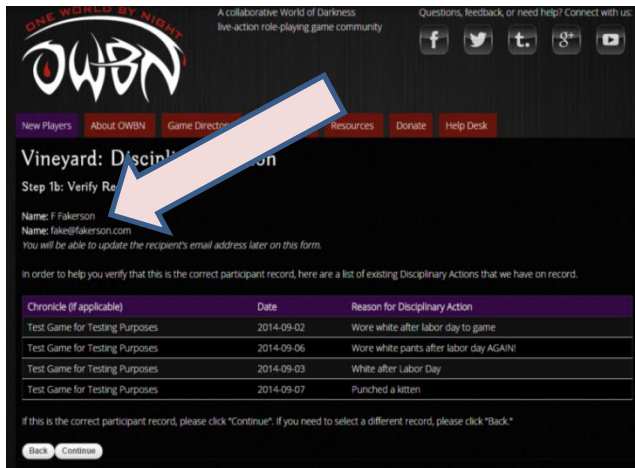 ONE WORLD BY NIGHT
OWBN
A collaborative World of Darkness
live-action role-playing game community
Questions, feedback, or need help? Connect with us:
f t. g+
New Players About OWBN Game Direc Resources Donate Help Desk
Vineyard: Discipli on
Step 1b: Verify Re
Name: F Fakerson
Name: fake@fakerson.com
You will be able to update the recipient's email address later on this form.
In order to help you verify that this is the correct participant record, here are a list of existing Disciplinary Actions that we have on record.
Chronicle (if applicable) Date Reason for Disciplinary Action
Test Game for Testing Purposes 2014-09-02 Wore white after labor day to game
Test Game for Testing Purposes 2014-09-06 Wore white pants after labor day AGAIN!
Test Game for Testing Purposes 2014-09-03 White after Labor Day
Test Game for Testing Purposes 2014-09-07 Punched a kitten
If this is the correct participant record, please click "Continue". If you need to select a different record, please click "Back."
Back Continue